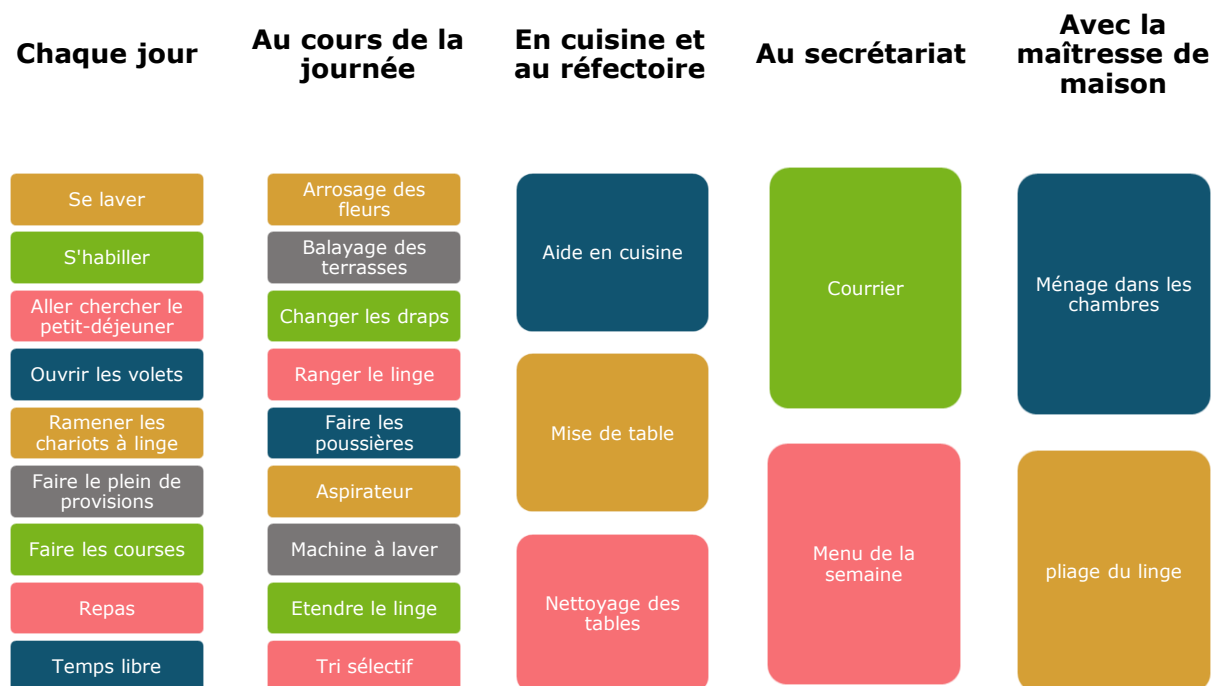 Chaque jour
Au cours de la
journée
En cuisine et
au réfectoire
Au secrétariat
Avec la
maîtresse de
maison
Se laver
S'habiller
Aller chercher le
petit-déjeuner
Ouvrir les volets
Ramener les
chariots à linge
Faire le plein de
provisions
Faire les courses
Repas
Temps libre
Arrosage des
fleurs
Balayage des
terrasses
Changer les draps
Ranger le linge
Faire les
poussières
Aspirateur
Machine à laver
Etendre le linge
Tri sélectif
Aide en cuisine
Mise de table
Nettoyage des
tables
Courrier
Menu de la
semaine
Ménage dans les
chambres
pliage du linge